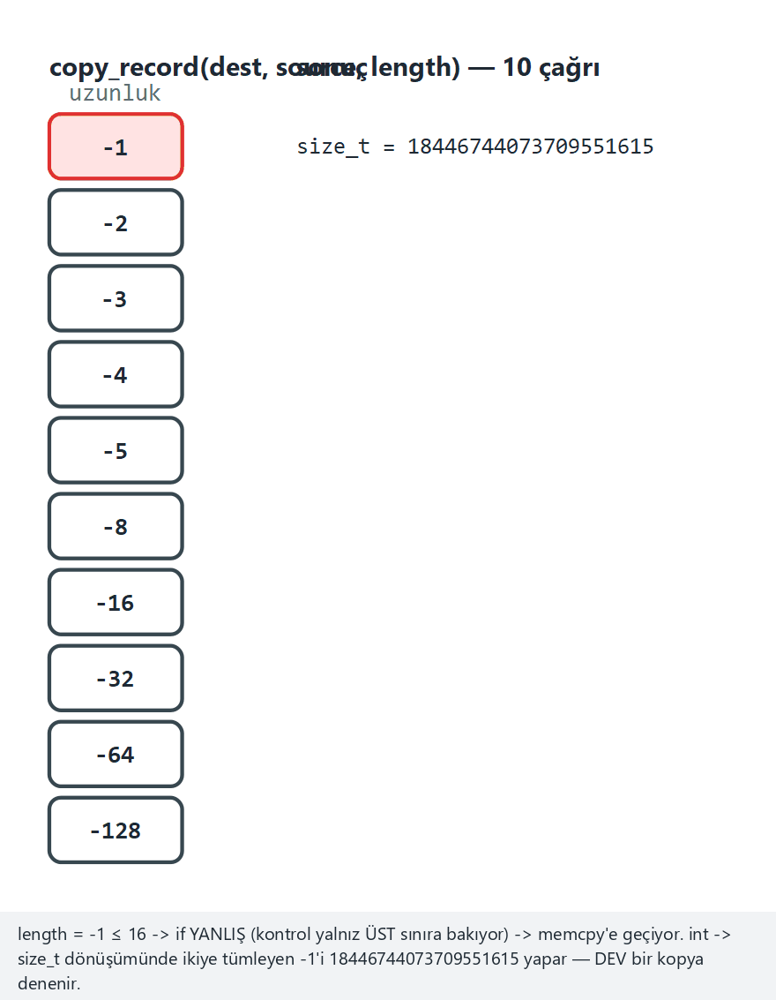 copy_record(dest, source, length) — 10 çağrı
sonuç
uzunluk
-1
size_t = 18446744073709551615
-2
-3
-4
-5
-8
-16
-32
-64
-128
length = -1 ≤ 16 -> if YANLIŞ (kontrol yalnız ÜST sınıra bakıyor) -> memcpy'e geçiyor. int ->
size_t dönüşümünde ikiye tümleyen -1'i 18446744073709551615 yapar — DEV bir kopya
denenir.